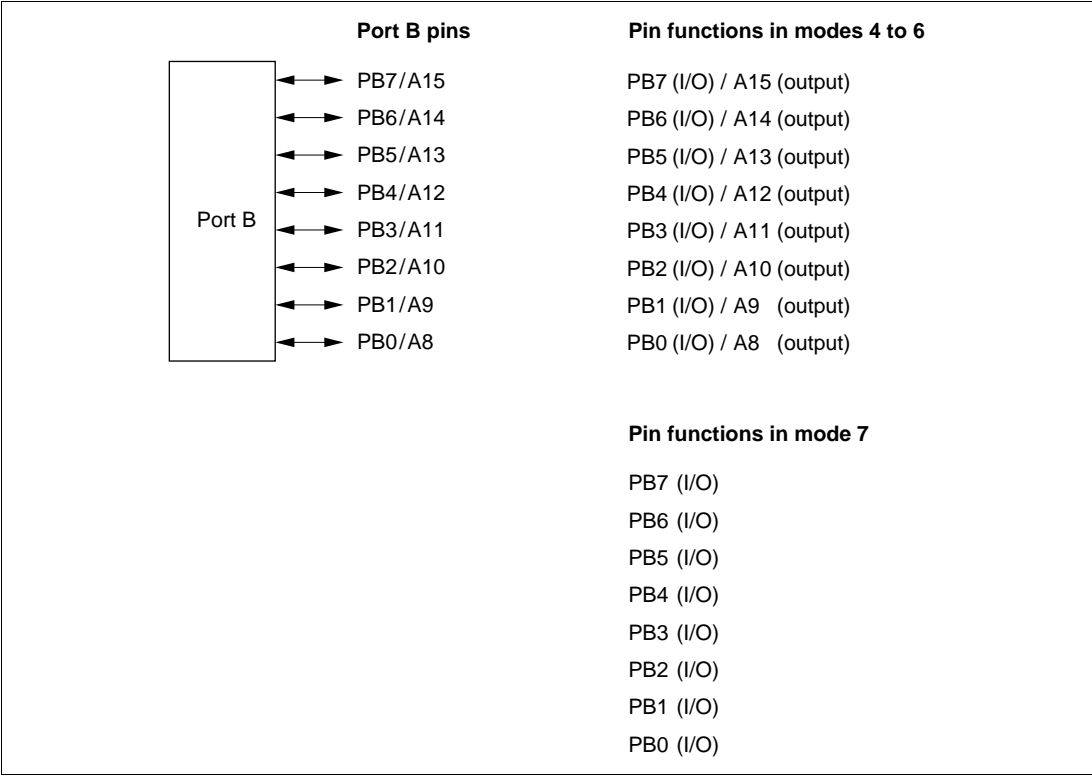 Port B pins Pin functions in modes 4 to 6
PB7/A15 PB7 (I/O) / A15 (output)
PB6/A14 PB6 (I/O) / A14 (output)
PB5/A13 PB5 (I/O) / A13 (output)
PB4/A12 PB4 (I/O) / A12 (output)
Port B
PB3/A11 PB3 (I/O) / A11 (output)
PB2/A10 PB2 (I/O) / A10 (output)
PB1/A9 PB1 (I/O) / A9 (output)
PB0/A8 PB0 (I/O) / A8 (output)
Pin functions in mode 7
PB7 (I/O)
PB6 (I/O)
PB5 (I/O)
PB4 (I/O)
PB3 (I/O)
PB2 (I/O)
PB1 (I/O)
PB0 (I/O)